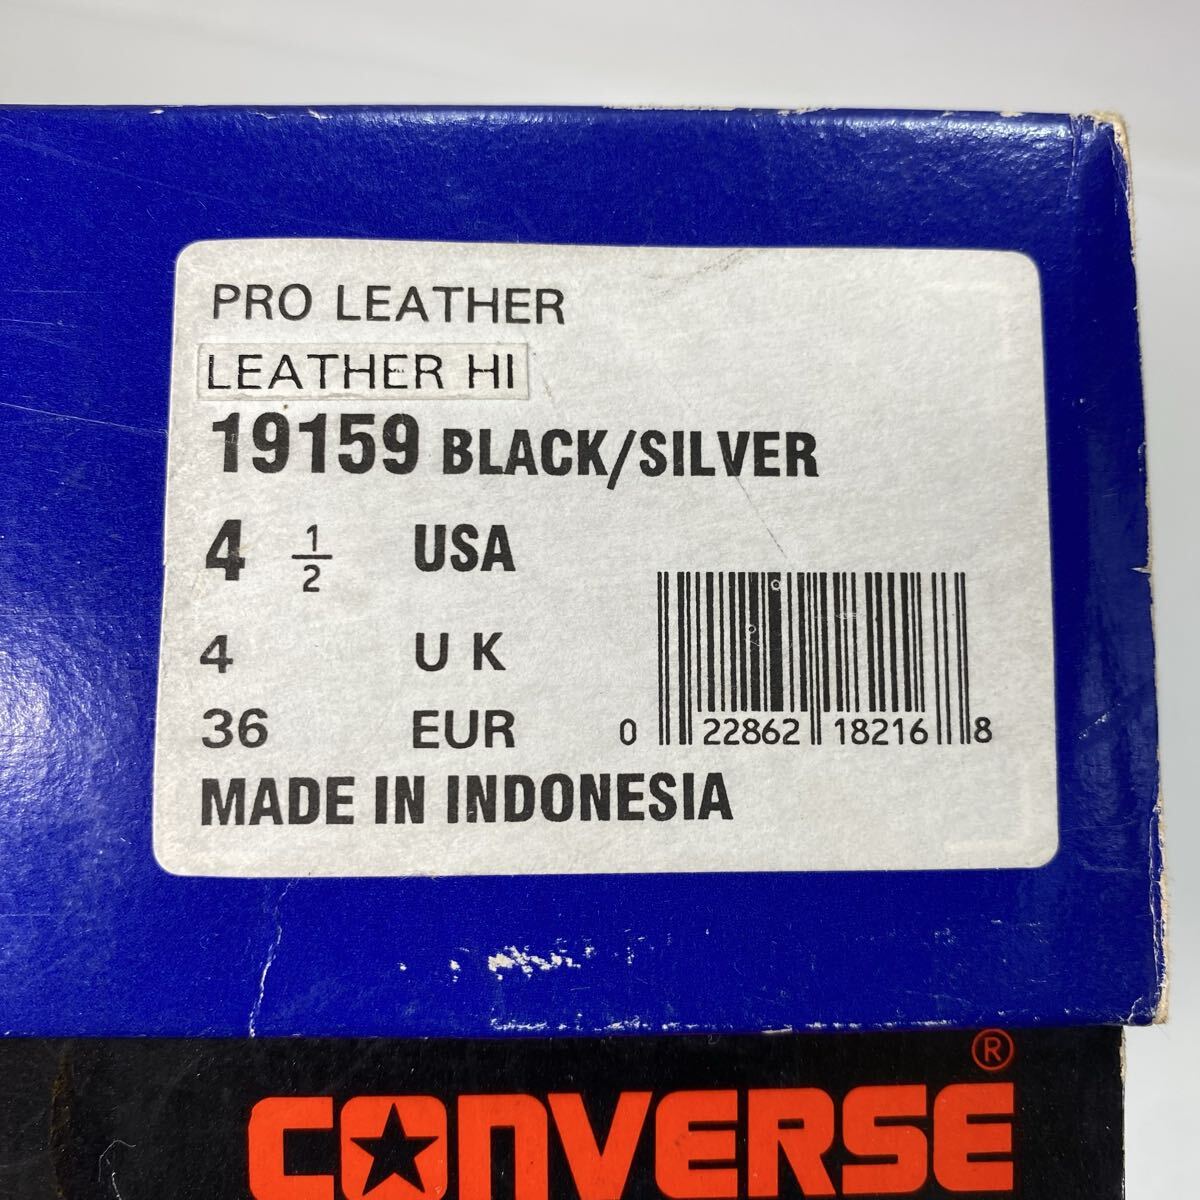 PRO LEATHER
LEATHER HI
19159 BLACK/SILVER
4 1/2 USA
4 UK
36 EUR
0 22862 18216 8
MADE IN INDONESIA
®
CONVERSE